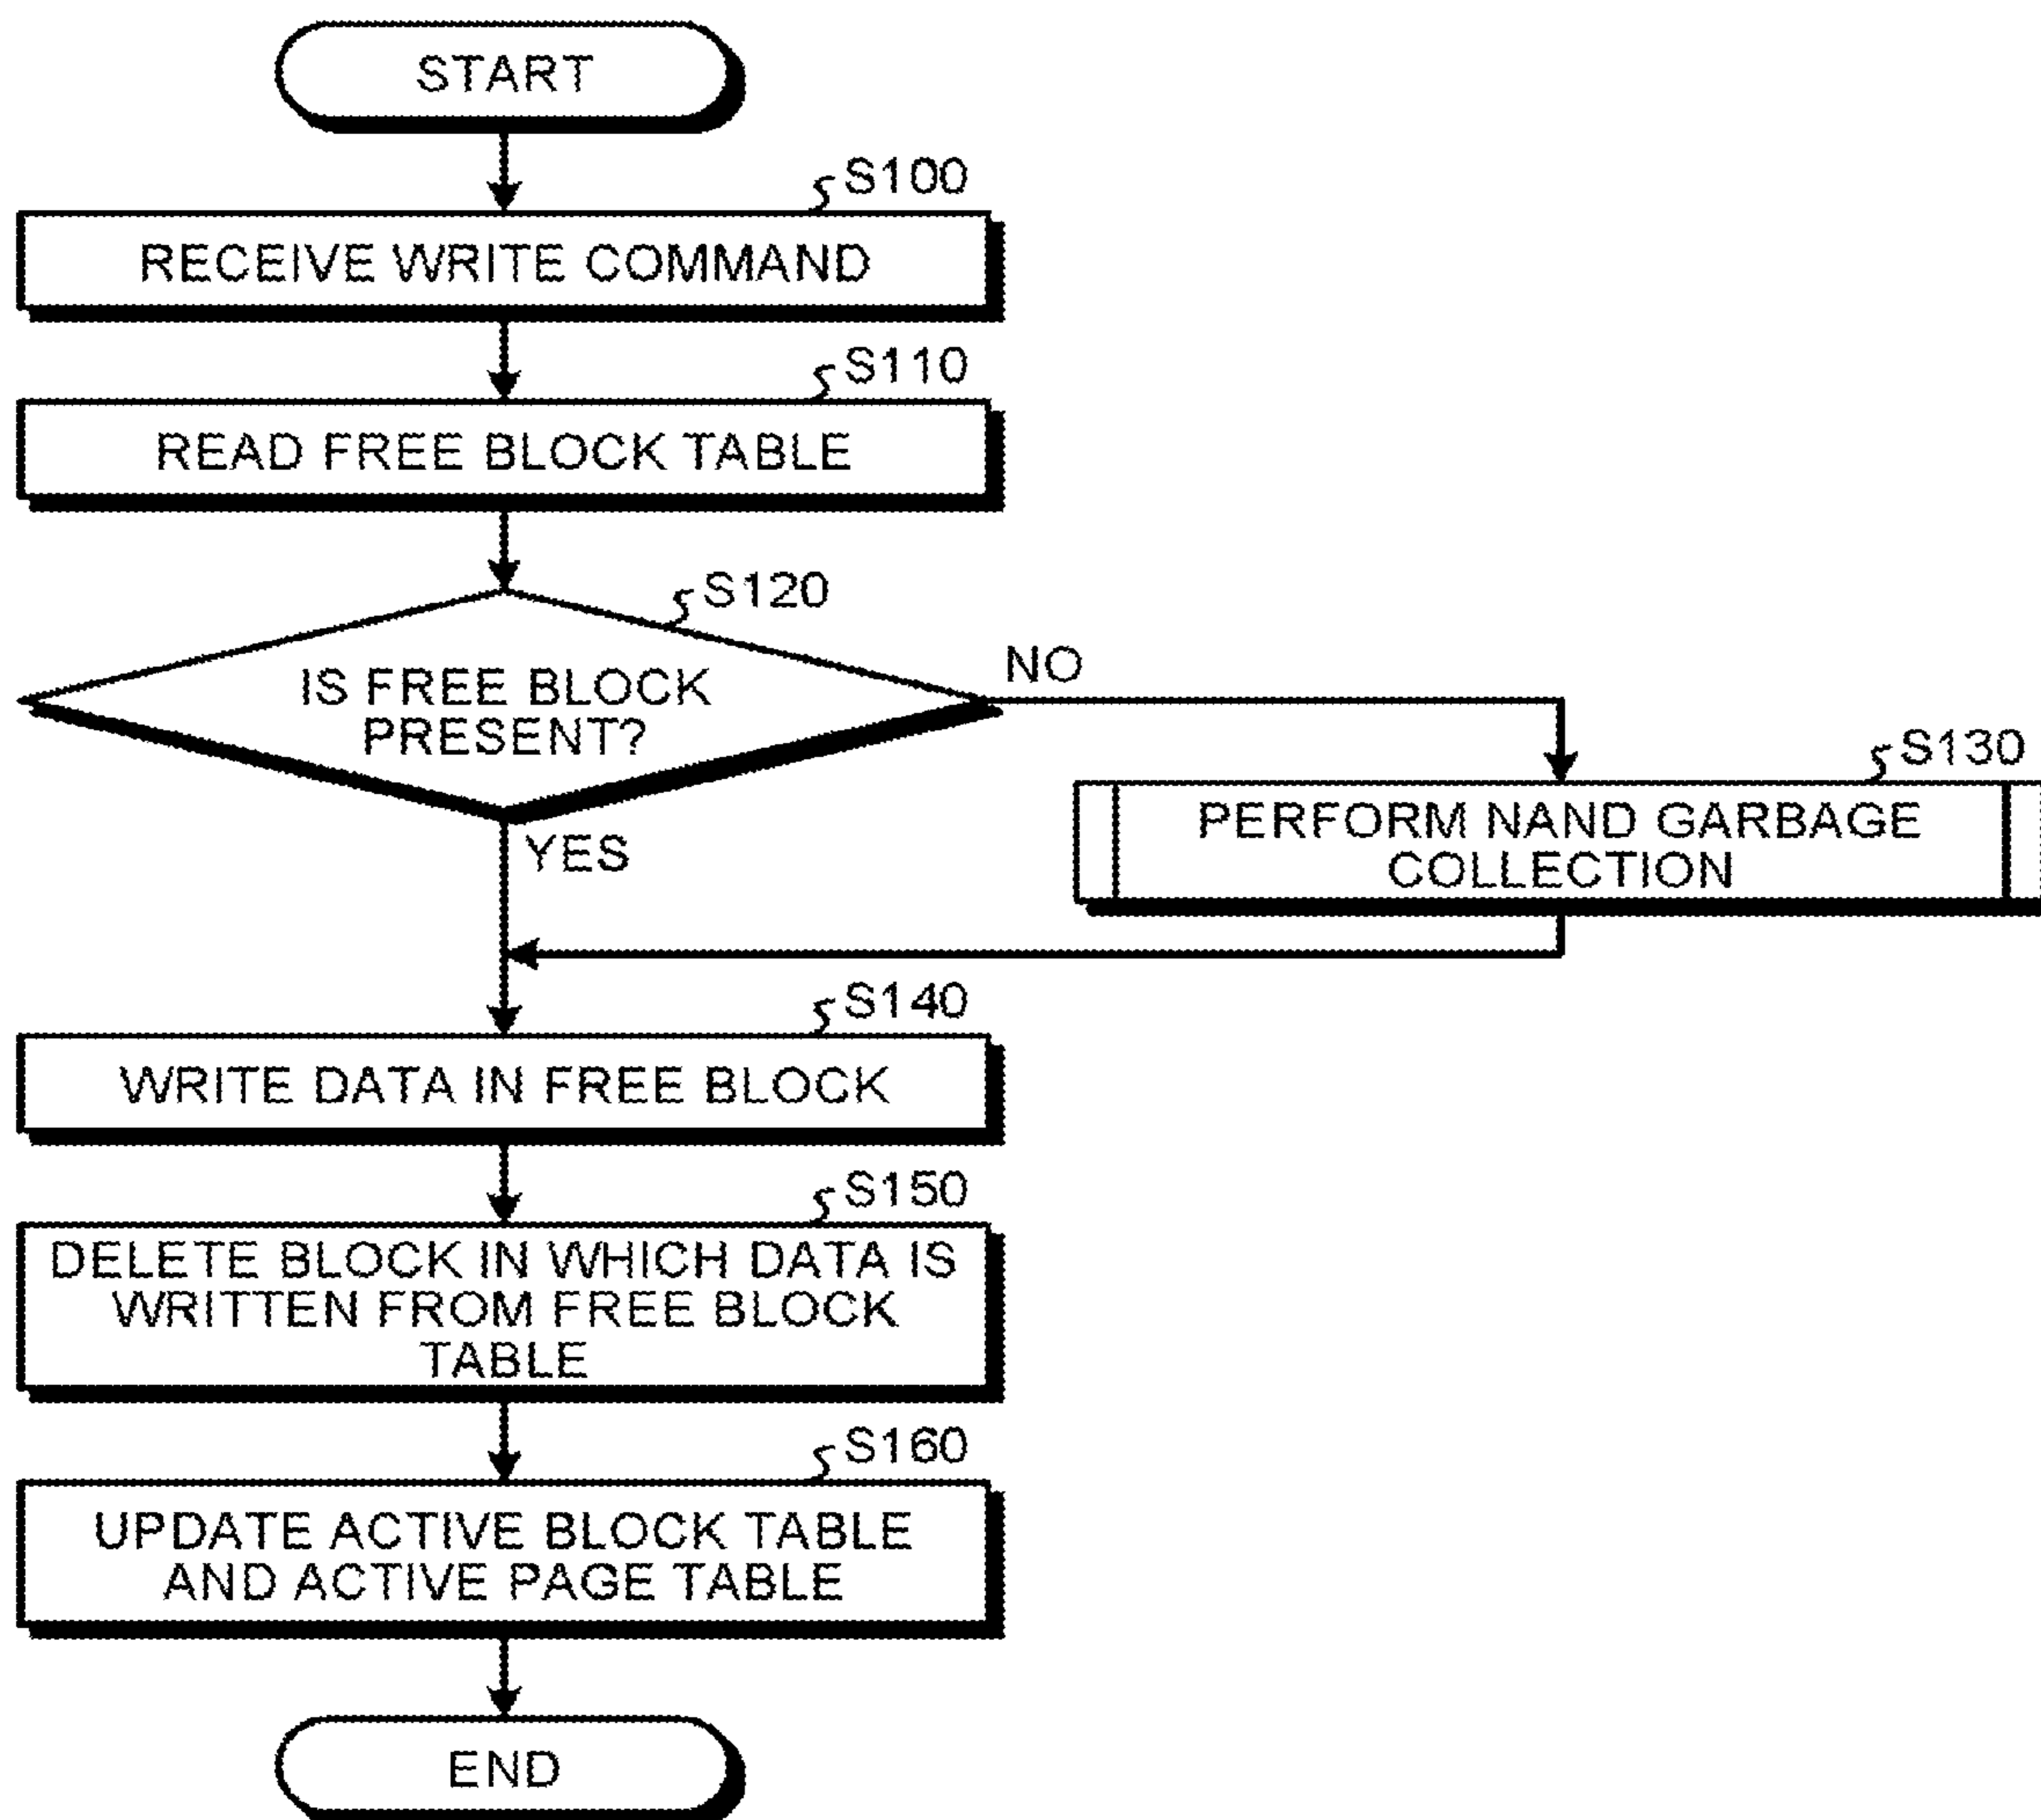 START
S100
RECEIVE WRITE COMMAND
S110
READ FREE BLOCK TABLE
S120
IS FREE BLOCK
PRESENT?
NO
YES
S130
PERFORM NAND GARBAGE
COLLECTION
S140
WRITE DATA IN FREE BLOCK
S150
DELETE BLOCK IN WHICH DATA IS
WRITTEN FROM FREE BLOCK
TABLE
S160
UPDATE ACTIVE BLOCK TABLE
AND ACTIVE PAGE TABLE
END